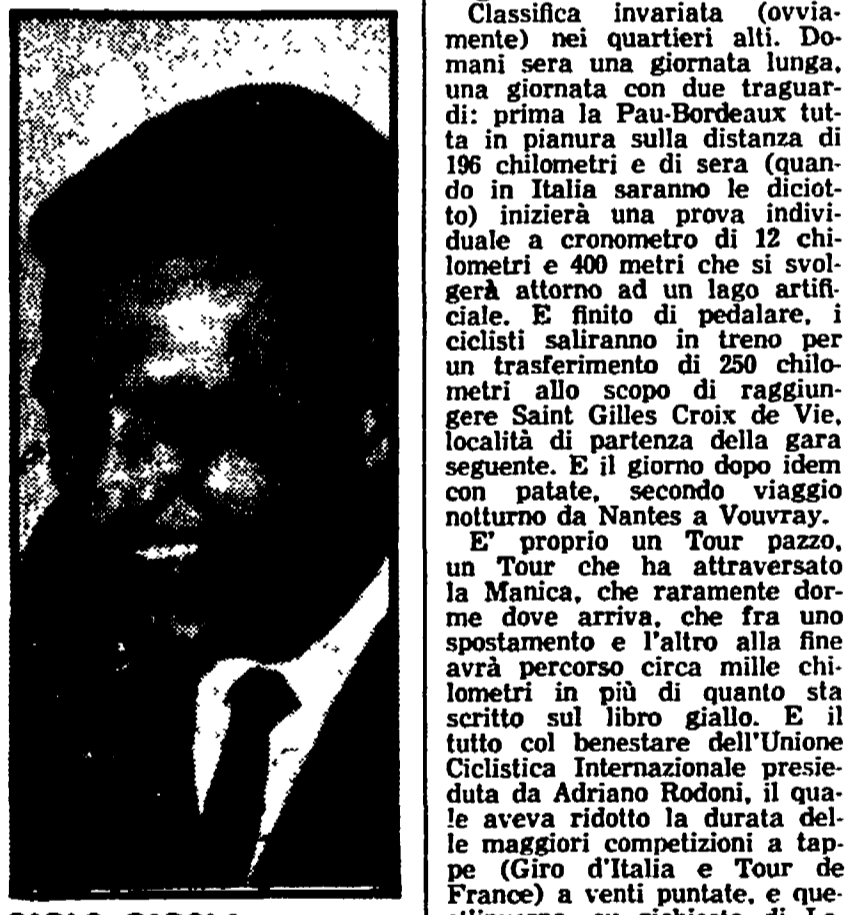 Classifica invariata (ovvia-
mente) nei quartieri alti. Do-
mani sera una giornata lunga,
una giornata con due traguar-
di: prima la Pau-Bordeaux tut-
ta in pianura sulla distanza di
196 chilometri e di sera (quan-
do in Italia saranno le diciot-
to) inizierà una prova indivi-
duale a cronometro di 12 chi-
lometri e 400 metri che si svol-
gerà attorno ad un lago artifi-
ciale. E finito di pedalare, i
ciclisti saliranno in treno per
un trasferimento di 250 chilo-
metri allo scopo di raggiun-
gere Saint Gilles Croix de Vie,
località di partenza della gara
seguente. E il giorno dopo idem
con patate, secondo viaggio
notturno da Nantes a Vouvray.
E' proprio un Tour pazzo,
un Tour che ha attraversato
la Manica, che raramente dor-
me dove arriva, che fra uno
spostamento e l'altro alla fine
avrà percorso circa mille chi-
lometri in più di quanto sta
scritto sul libro giallo. E il
tutto col benestare dell'Unione
Ciclistica Internazionale presie-
duta da Adriano Rodoni, il qua-
le aveva ridotto la durata del-
le maggiori competizioni a tap-
pe (Giro d'Italia e Tour de
France) a venti puntate, e que-